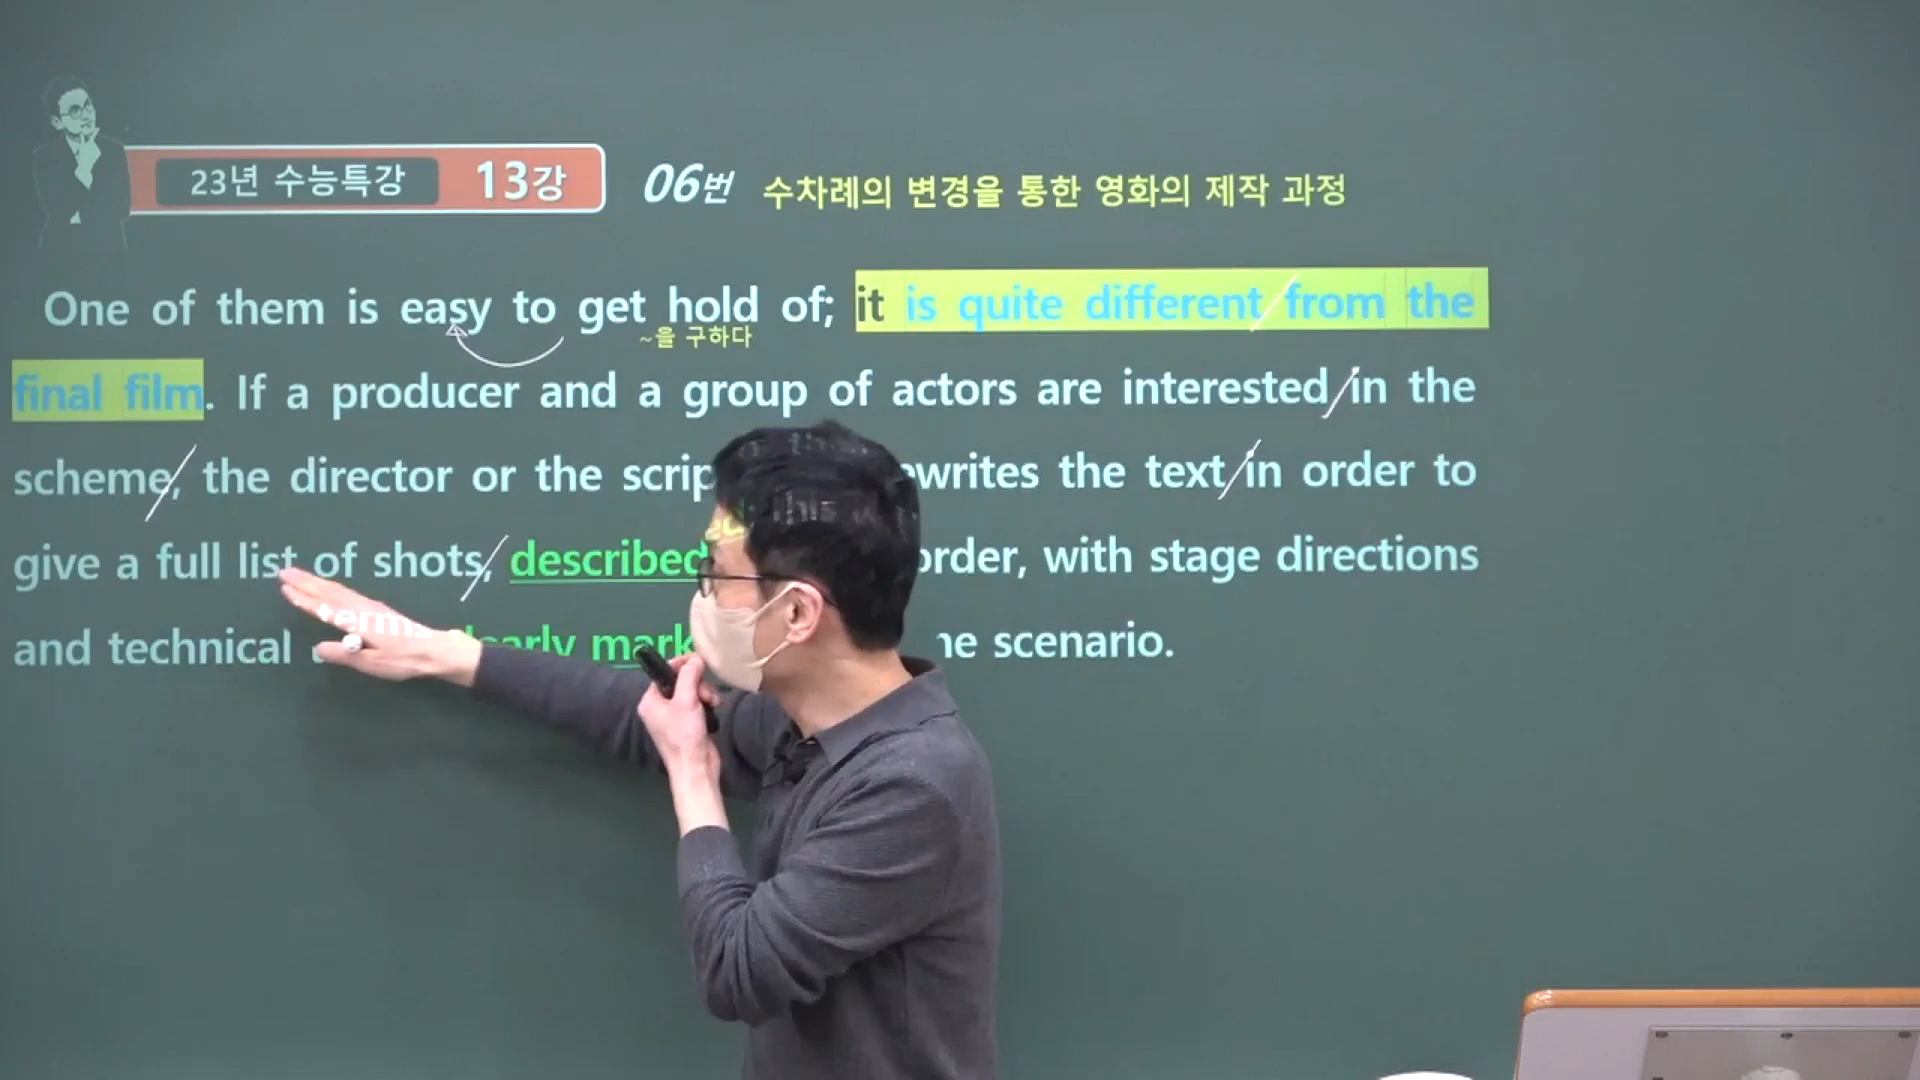 23년 수능특강 13강 06번 수차례의 변경을 통한 영화의 제작 과정
One of them is easy to get hold of; it is quite different from the
~을 구하다
final film. If a producer and a group of actors are interested in the
scheme, the director or the scrip ewrites the text in order to
give a full list of shots, described order, with stage directions
and technical terms clearly mark he scenario.